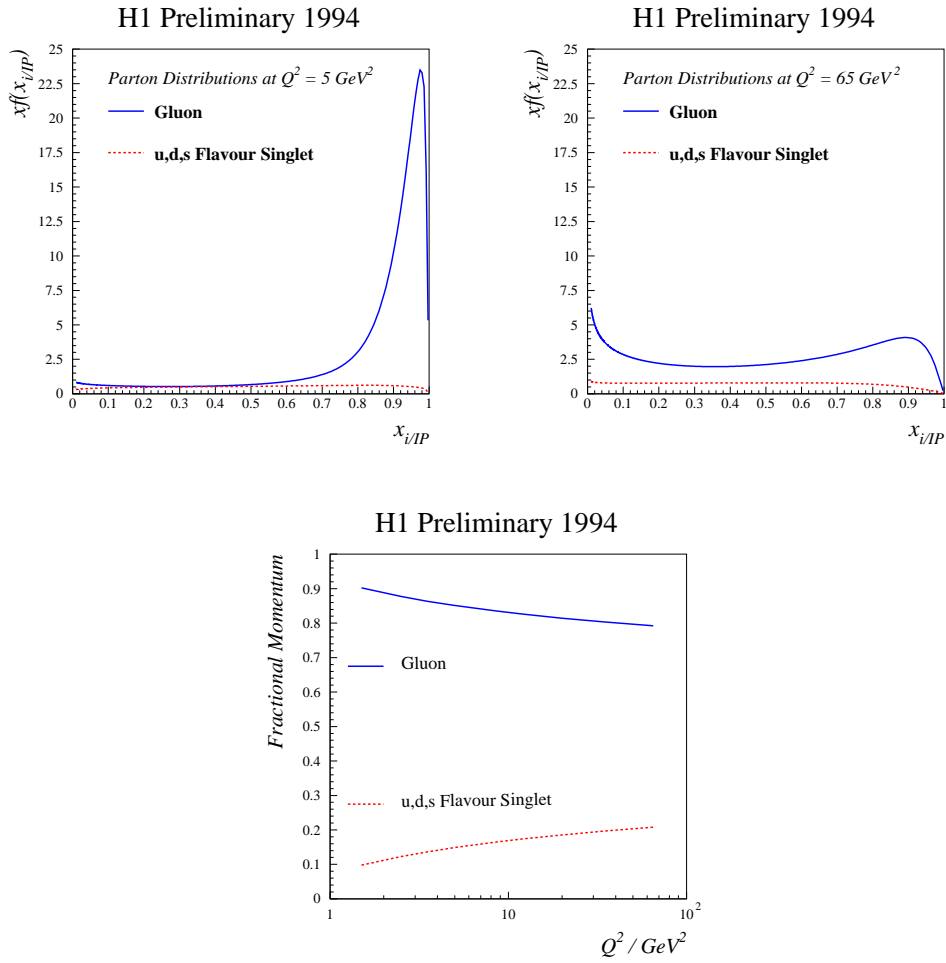 H1 Preliminary 1994
xf(x_{i/IP})
Parton Distributions at Q^2 = 5 GeV^2
Gluon
u,d,s Flavour Singlet
25
22.5
20
17.5
15
12.5
10
7.5
5
2.5
0
0 0.1 0.2 0.3 0.4 0.5 0.6 0.7 0.8 0.9 1
x_{i/IP}
H1 Preliminary 1994
xf(x_{i/IP})
Parton Distributions at Q^2 = 65 GeV^2
Gluon
u,d,s Flavour Singlet
25
22.5
20
17.5
15
12.5
10
7.5
5
2.5
0
0 0.1 0.2 0.3 0.4 0.5 0.6 0.7 0.8 0.9 1
x_{i/IP}
H1 Preliminary 1994
Fractional Momentum
1
0.9
0.8
0.7
0.6
0.5
0.4
0.3
0.2
0.1
0
Gluon
u,d,s Flavour Singlet
1 10 10^2
Q^2 / GeV^2